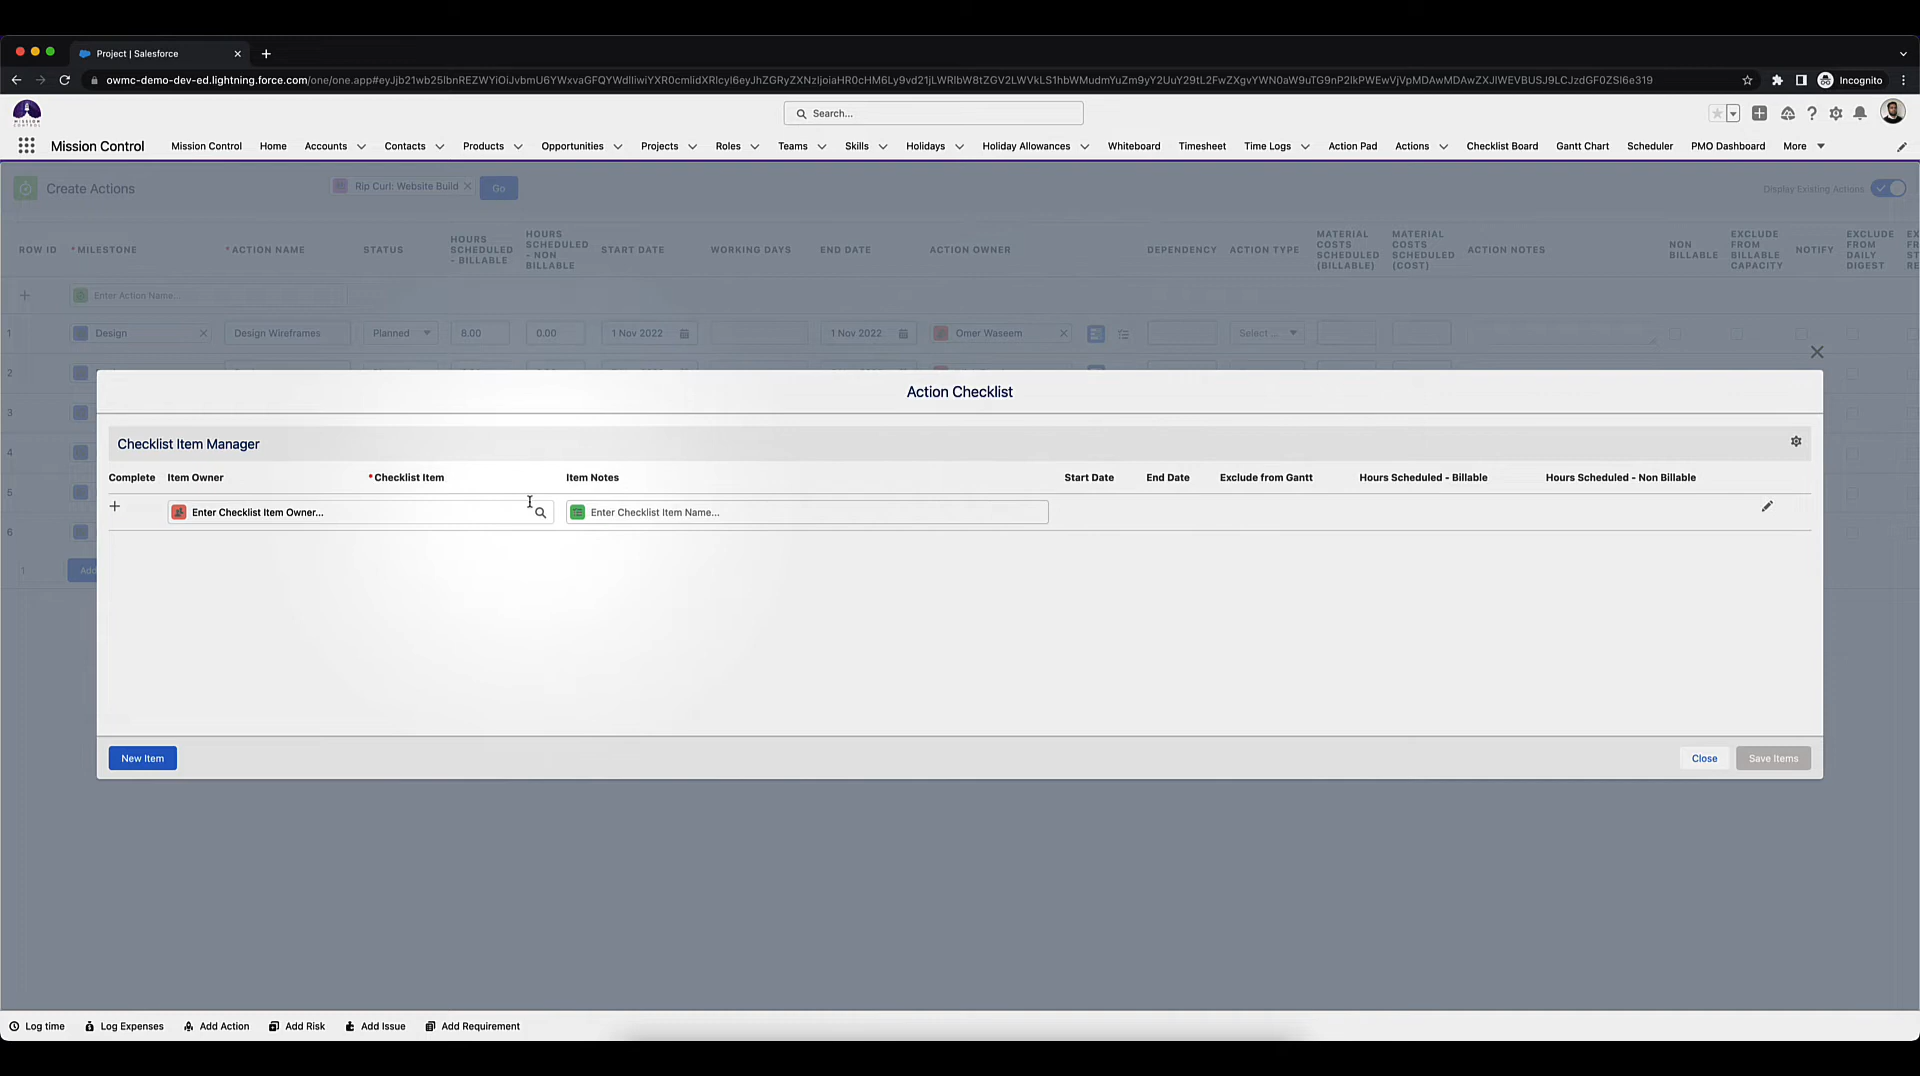 Project | Salesforce
owmc-demo-dev-ed.lightning.force.com
Incognito
Search...
Mission Control
Mission Control Home Accounts Contacts Products Opportunities Projects Roles Teams Skills Holidays Holiday Allowances Whiteboard Timesheet Time Logs Action Pad Actions Checklist Board Gantt Chart Scheduler PMO Dashboard More
Create Actions Rip Curl: Website Build Go Display Existing Actions
ROW ID *MILESTONE *ACTION NAME STATUS HOURS SCHEDULED - BILLABLE HOURS SCHEDULED - NON BILLABLE START DATE WORKING DAYS END DATE ACTION OWNER DEPENDENCY ACTION TYPE MATERIAL COSTS SCHEDULED (BILLABLE) MATERIAL COSTS SCHEDULED (COST) ACTION NOTES NON BILLABLE EXCLUDE FROM BILLABLE CAPACITY NOTIFY EXCLUDE FROM DAILY DIGEST
Enter Action Name...
1 Design Design Wireframes Planned 8.00 0.00 1 Nov 2022 1 Nov 2022 Omer Waseem Select ...
2
Action Checklist
3
Checklist Item Manager
4
Complete Item Owner *Checklist Item Item Notes Start Date End Date Exclude from Gantt Hours Scheduled - Billable Hours Scheduled - Non Billable
5
Enter Checklist Item Owner... Enter Checklist Item Name...
6
1 Add
New Item Close Save Items
Log time Log Expenses Add Action Add Risk Add Issue Add Requirement